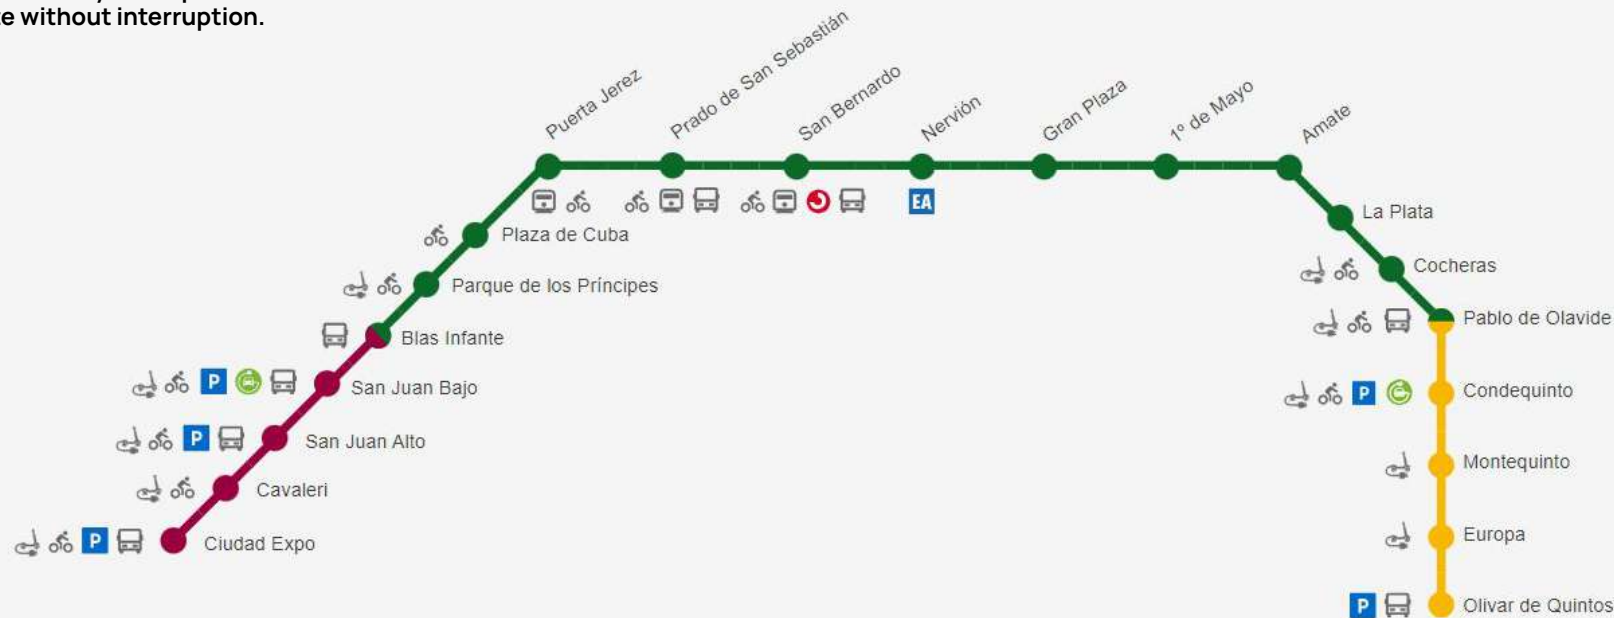 e without interruption.
Puerta Jerez
Prado de San Sebastián
San Bernardo
Nervión
Gran Plaza
1º de Mayo
Amate
EA
La Plata
Plaza de Cuba
Cocheras
Parque de los Príncipes
Pablo de Olavide
Blas Infante
P
San Juan Bajo
P
Condequinto
P
San Juan Alto
Montequinto
Cavaleri
Europa
P
Ciudad Expo
P
Olivar de Quintos